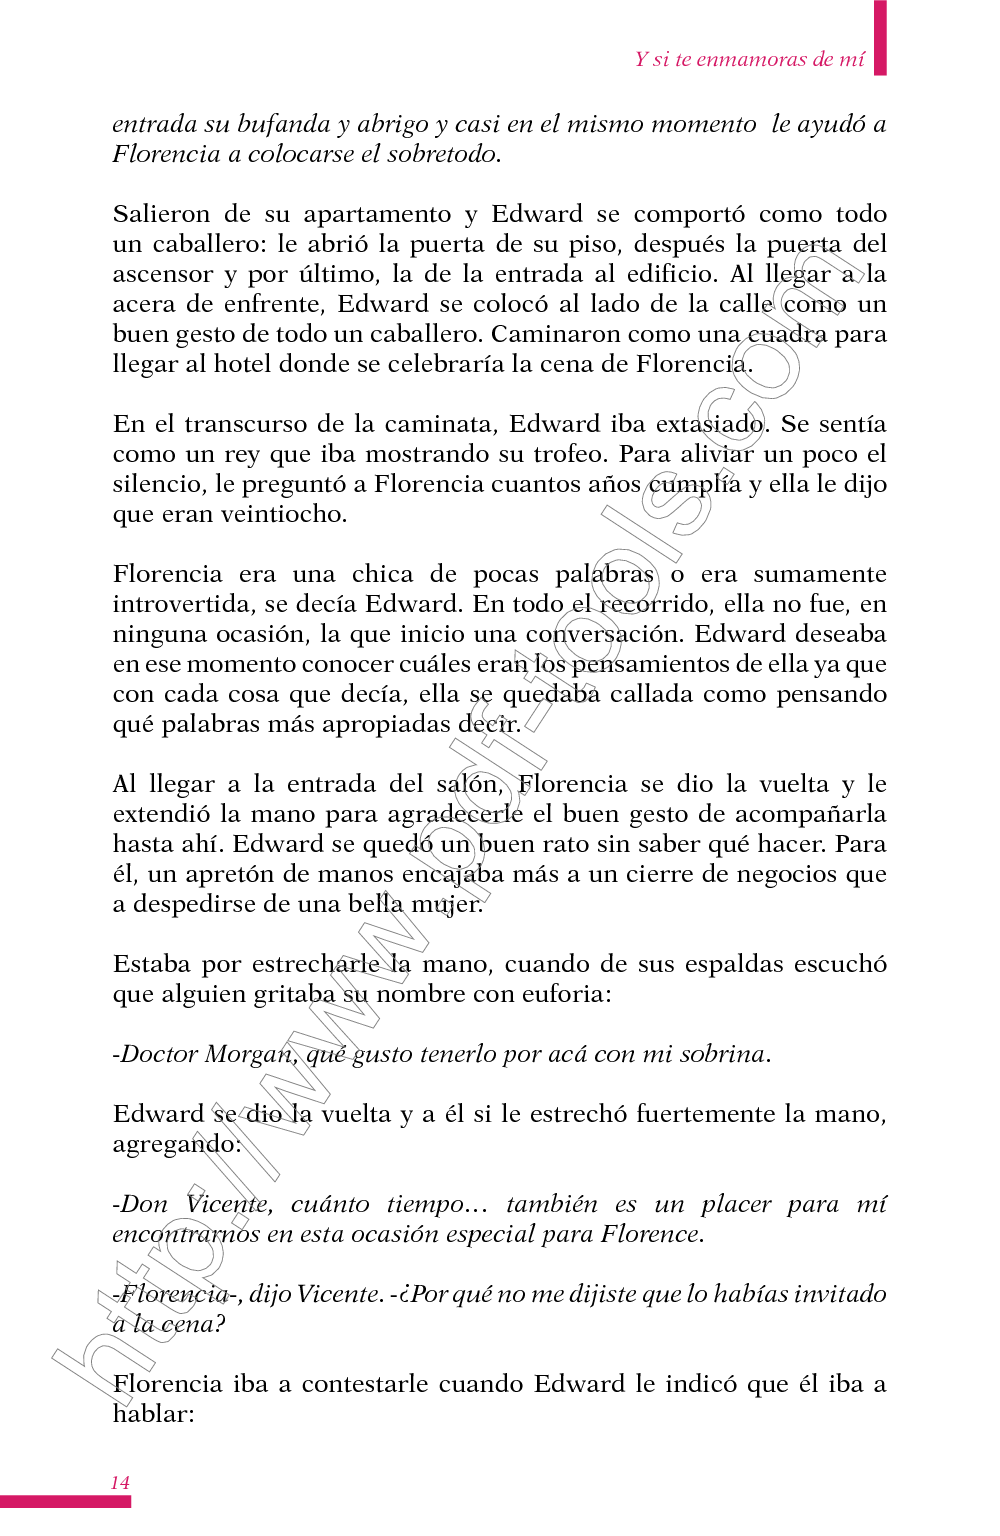 Y si te enmamoras de mí
entrada su bufanda y abrigo y casi en el mismo momento  le ayudó a
Florencia a colocarse el sobretodo.
Salieron de su apartamento y Edward se comportó como todo
un caballero: le abrió la puerta de su piso, después la puerta del
ascensor y por último, la de la entrada al edificio. Al llegar a la
acera de enfrente, Edward se colocó al lado de la calle como un
buen gesto de todo un caballero. Caminaron como una cuadra para
llegar al hotel donde se celebraría la cena de Florencia.
En el transcurso de la caminata, Edward iba extasiado. Se sentía
como un rey que iba mostrando su trofeo. Para aliviar un poco el
silencio, le preguntó a Florencia cuantos años cumplía y ella le dijo
que eran veintiocho.
Florencia era una chica de pocas palabras o era sumamente
introvertida, se decía Edward. En todo el recorrido, ella no fue, en
ninguna ocasión, la que inicio una conversación. Edward deseaba
en ese momento conocer cuáles eran los pensamientos de ella ya que
con cada cosa que decía, ella se quedaba callada como pensando
qué palabras más apropiadas decir.
Al llegar a la entrada del salón, Florencia se dio la vuelta y le
extendió la mano para agradecerle el buen gesto de acompañarla
hasta ahí. Edward se quedó un buen rato sin saber qué hacer. Para
él, un apretón de manos encajaba más a un cierre de negocios que
a despedirse de una bella mujer.
Estaba por estrecharle la mano, cuando de sus espaldas escuchó
que alguien gritaba su nombre con euforia:
-Doctor Morgan, qué gusto tenerlo por acá con mi sobrina.
Edward se dio la vuelta y a él si le estrechó fuertemente la mano,
agregando:
-Don Vicente, cuánto tiempo… también es un placer para mí
encontrarnos en esta ocasión especial para Florence.
-Florencia-, dijo Vicente. -¿Por qué no me dijiste que lo habías invitado
a la cena?
Florencia iba a contestarle cuando Edward le indicó que él iba a
hablar:
14
http://www.pdf-tools.com